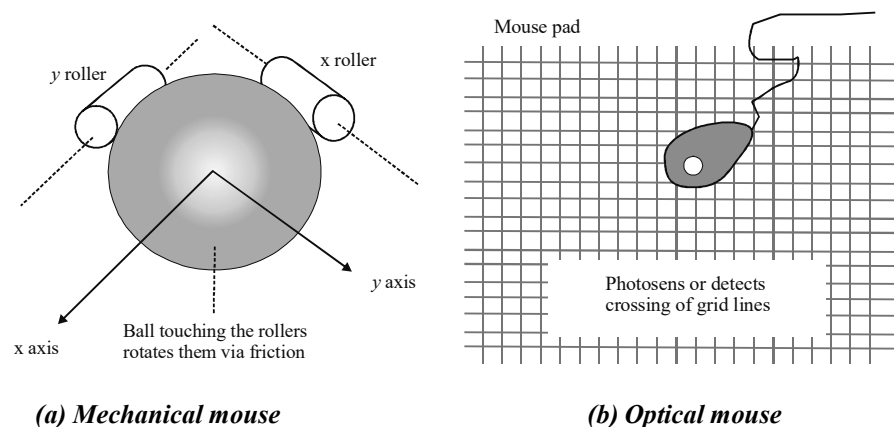 y roller
x roller
x axis
y axis
Ball touching the rollers
rotates them via friction
(a) Mechanical mouse
Mouse pad
Photosens or detects
crossing of grid lines
(b) Optical mouse